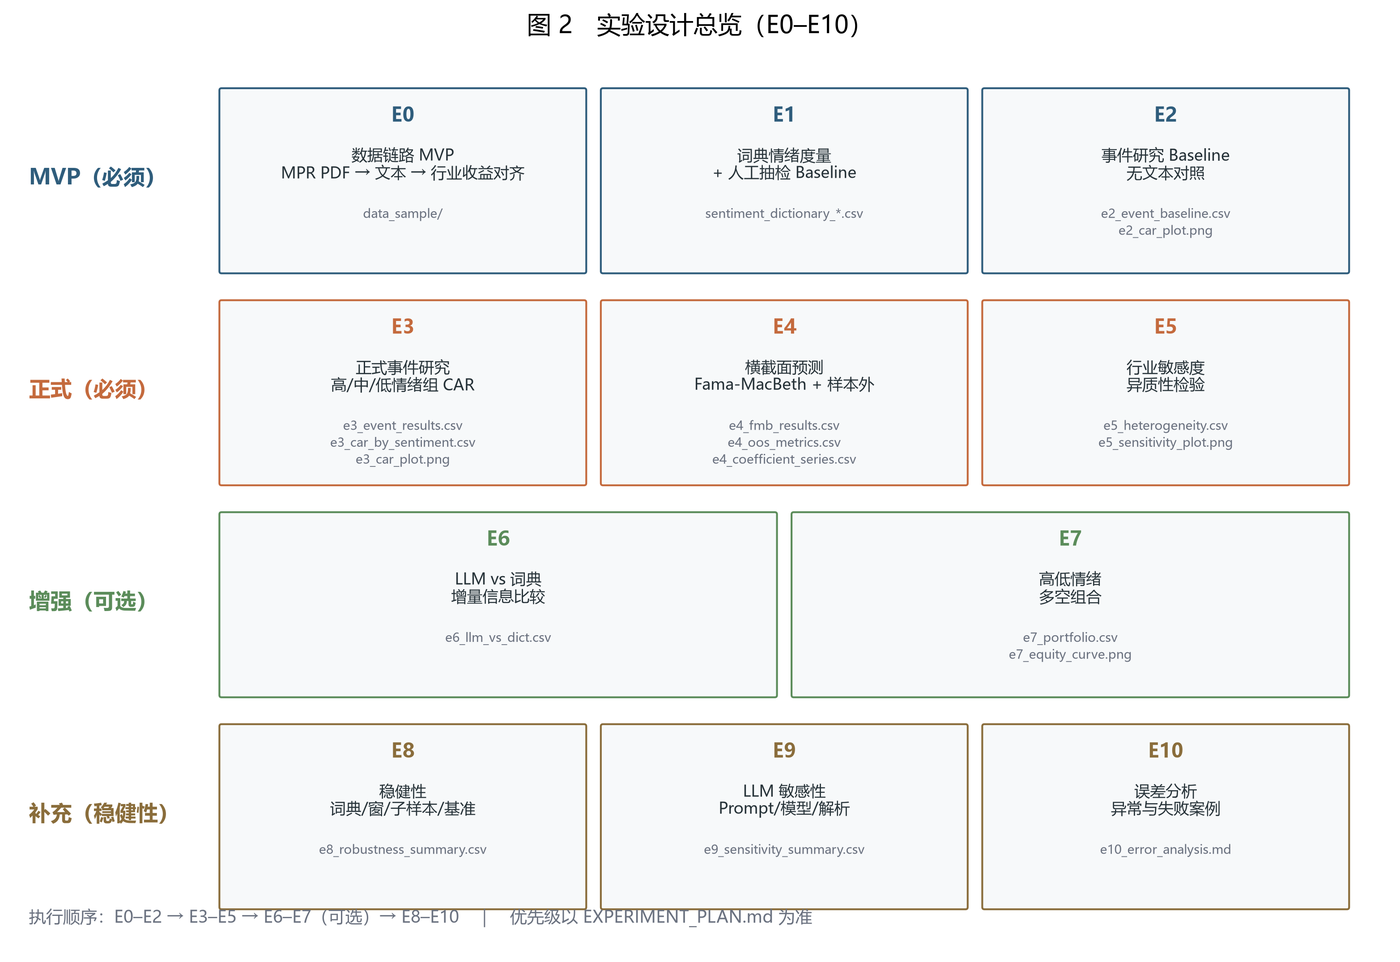 图 2　实验设计总览（E0–E10）
MVP（必须）
E0
数据链路 MVP
MPR PDF → 文本 → 行业收益对齐
data_sample/
E1
词典情绪度量
+ 人工抽检 Baseline
sentiment_dictionary_*.csv
E2
事件研究 Baseline
无文本对照
e2_event_baseline.csv
e2_car_plot.png
正式（必须）
E3
正式事件研究
高/中/低情绪组 CAR
e3_event_results.csv
e3_car_by_sentiment.csv
e3_car_plot.png
E4
横截面预测
Fama-MacBeth + 样本外
e4_fmb_results.csv
e4_oos_metrics.csv
e4_coefficient_series.csv
E5
行业敏感度
异质性检验
e5_heterogeneity.csv
e5_sensitivity_plot.png
增强（可选）
E6
LLM vs 词典
增量信息比较
e6_llm_vs_dict.csv
E7
高低情绪
多空组合
e7_portfolio.csv
e7_equity_curve.png
补充（稳健性）
E8
稳健性
词典/窗/子样本/基准
e8_robustness_summary.csv
E9
LLM 敏感性
Prompt/模型/解析
e9_sensitivity_summary.csv
E10
误差分析
异常与失败案例
e10_error_analysis.md
执行顺序：E0–E2 → E3–E5 → E6–E7（可选）→ E8–E10　|　优先级以 EXPERIMENT_PLAN.md 为准